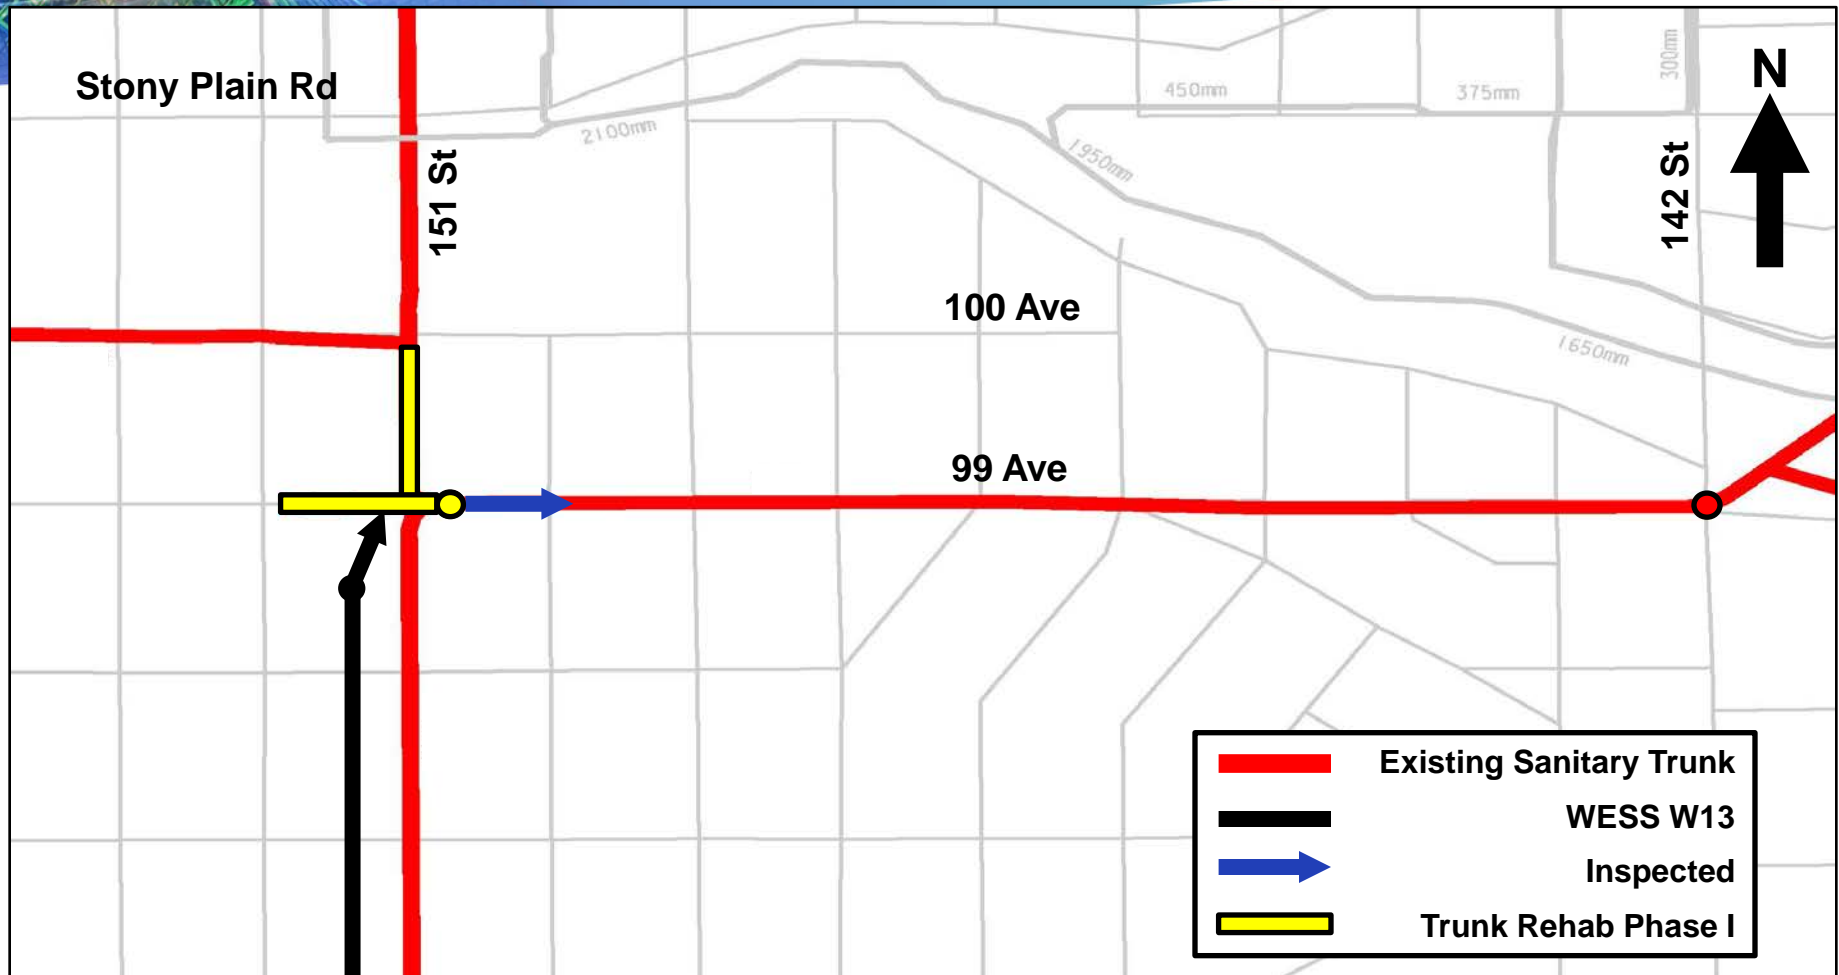 Stony Plain Rd
151 St
2100mm
1950mm
450mm
375mm
300mm
142 St
N
100 Ave
1650mm
99 Ave
Existing Sanitary Trunk
WESS W13
Inspected
Trunk Rehab Phase I